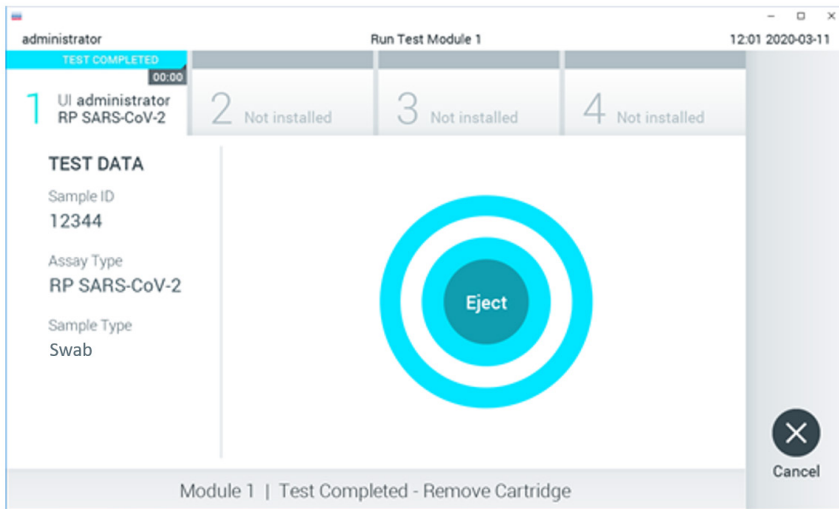 administrator
Run Test Module 1
12:01 2020-03-11
TEST COMPLETED
00:00
1
UI administrator
RP SARS-CoV-2
2 Not installed
3 Not installed
4 Not installed
TEST DATA
Sample ID
12344
Assay Type
RP SARS-CoV-2
Sample Type
Swab
Eject
Cancel
Module 1 | Test Completed - Remove Cartridge